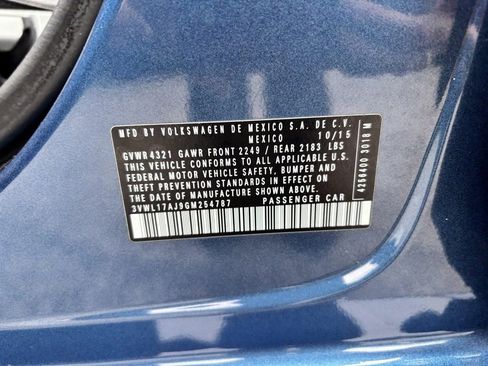 MFD BY VOLKSWAGEN DE MEXICO S.A. DE C.V.
MEXICO 10/15
GVWR 4321 GAWR FRONT 2249 / REAR 2183 LBS
THIS VEHICLE CONFORMS TO ALL APPLICABLE U.S.
FEDERAL MOTOR VEHICLE SAFETY, BUMPER AND
THEFT PREVENTION STANDARDS IN EFFECT ON
THE DATE OF MANUFACTURE SHOWN ABOVE.
3VWL17AJ9GM254787 PASSENGER CAR
4256400 3018 M